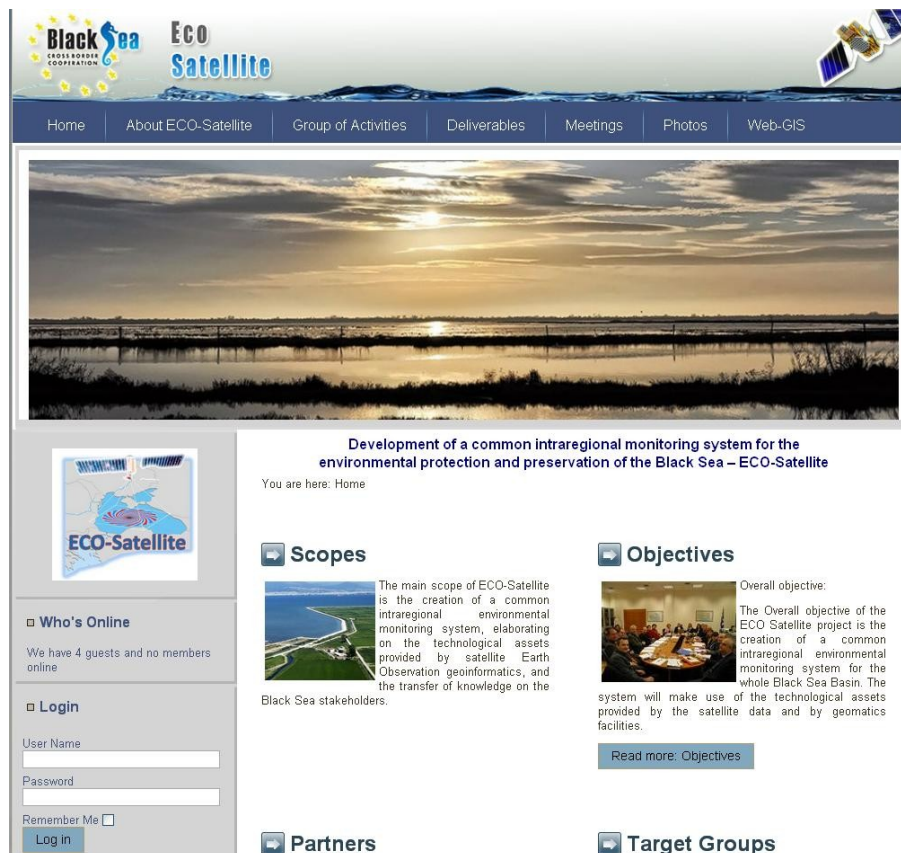 Black Sea
CROSS BORDER
COOPERATION
Eco
Satellite
Home About ECO-Satellite Group of Activities Deliverables Meetings Photos Web-GIS
ECO-Satellite
Who's Online
We have 4 guests and no members
online
Login
User Name
Password
Remember Me
Log in
Development of a common intraregional monitoring system for the
environmental protection and preservation of the Black Sea – ECO-Satellite
You are here: Home
Scopes
The main scope of ECO-Satellite
is the creation of a common
intraregional environmental
monitoring system, elaborating
on the technological assets
provided by satellite Earth
Observation geoinformatics, and
the transfer of knowledge on the
Black Sea stakeholders.
Objectives
Overall objective:
The Overall objective of the
ECO Satellite project is the
creation of a common
intraregional environmental
monitoring system for the
whole Black Sea Basin. The
system will make use of the technological assets
provided by the satellite data and by geomatics
facilities.
Read more: Objectives
Partners
Target Groups